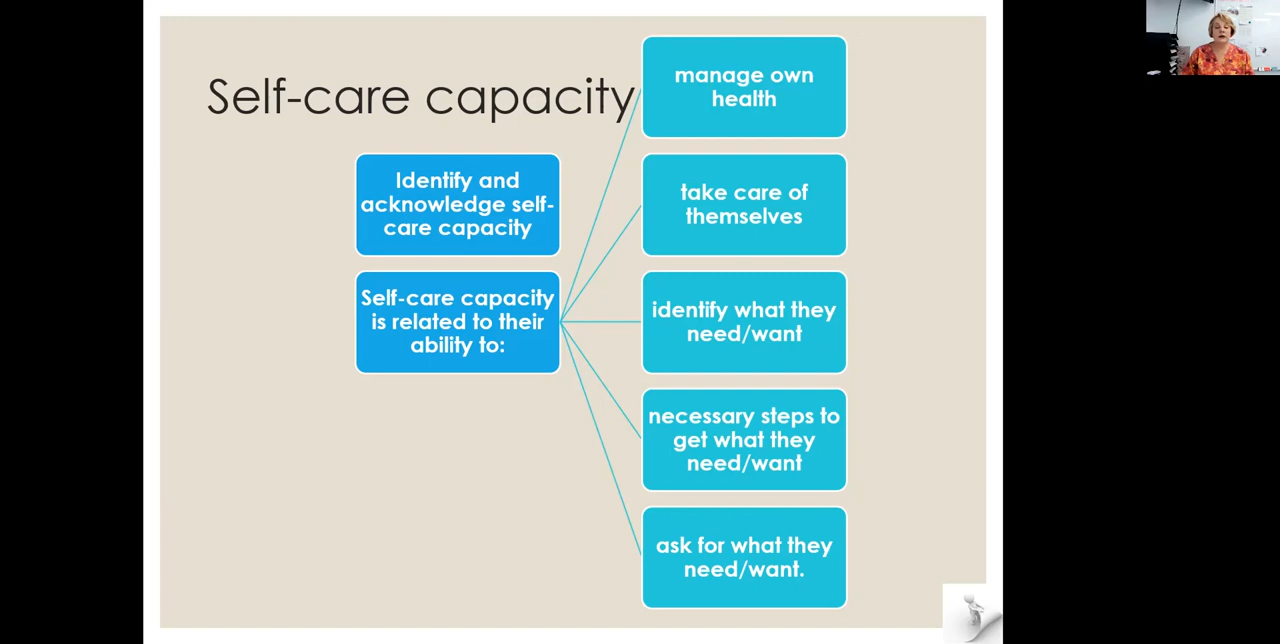 Self-care capacity
Identify and
acknowledge self-
care capacity
Self-care capacity
is related to their
ability to:
manage own
health
take care of
themselves
identify what they
need/want
necessary steps to
get what they
need/want
ask for what they
need/want.